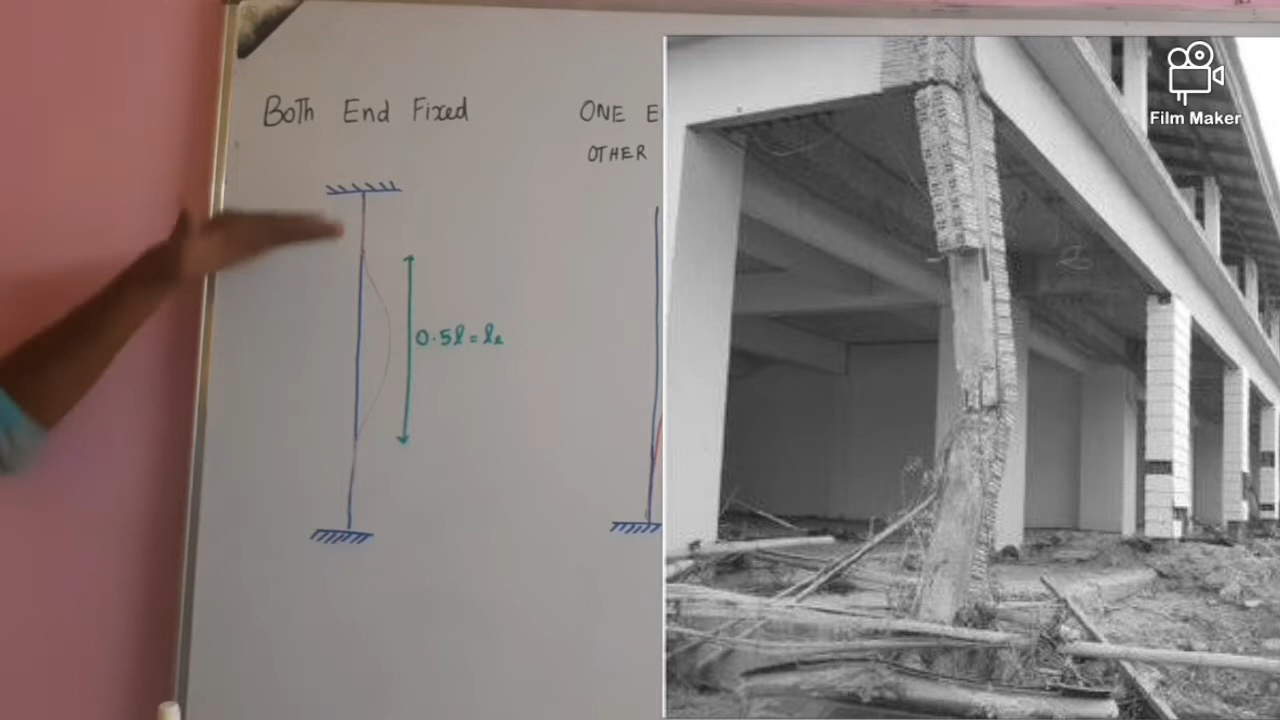 Both End Fixed
ONE E
OTHER
0.5l = le
Film Maker